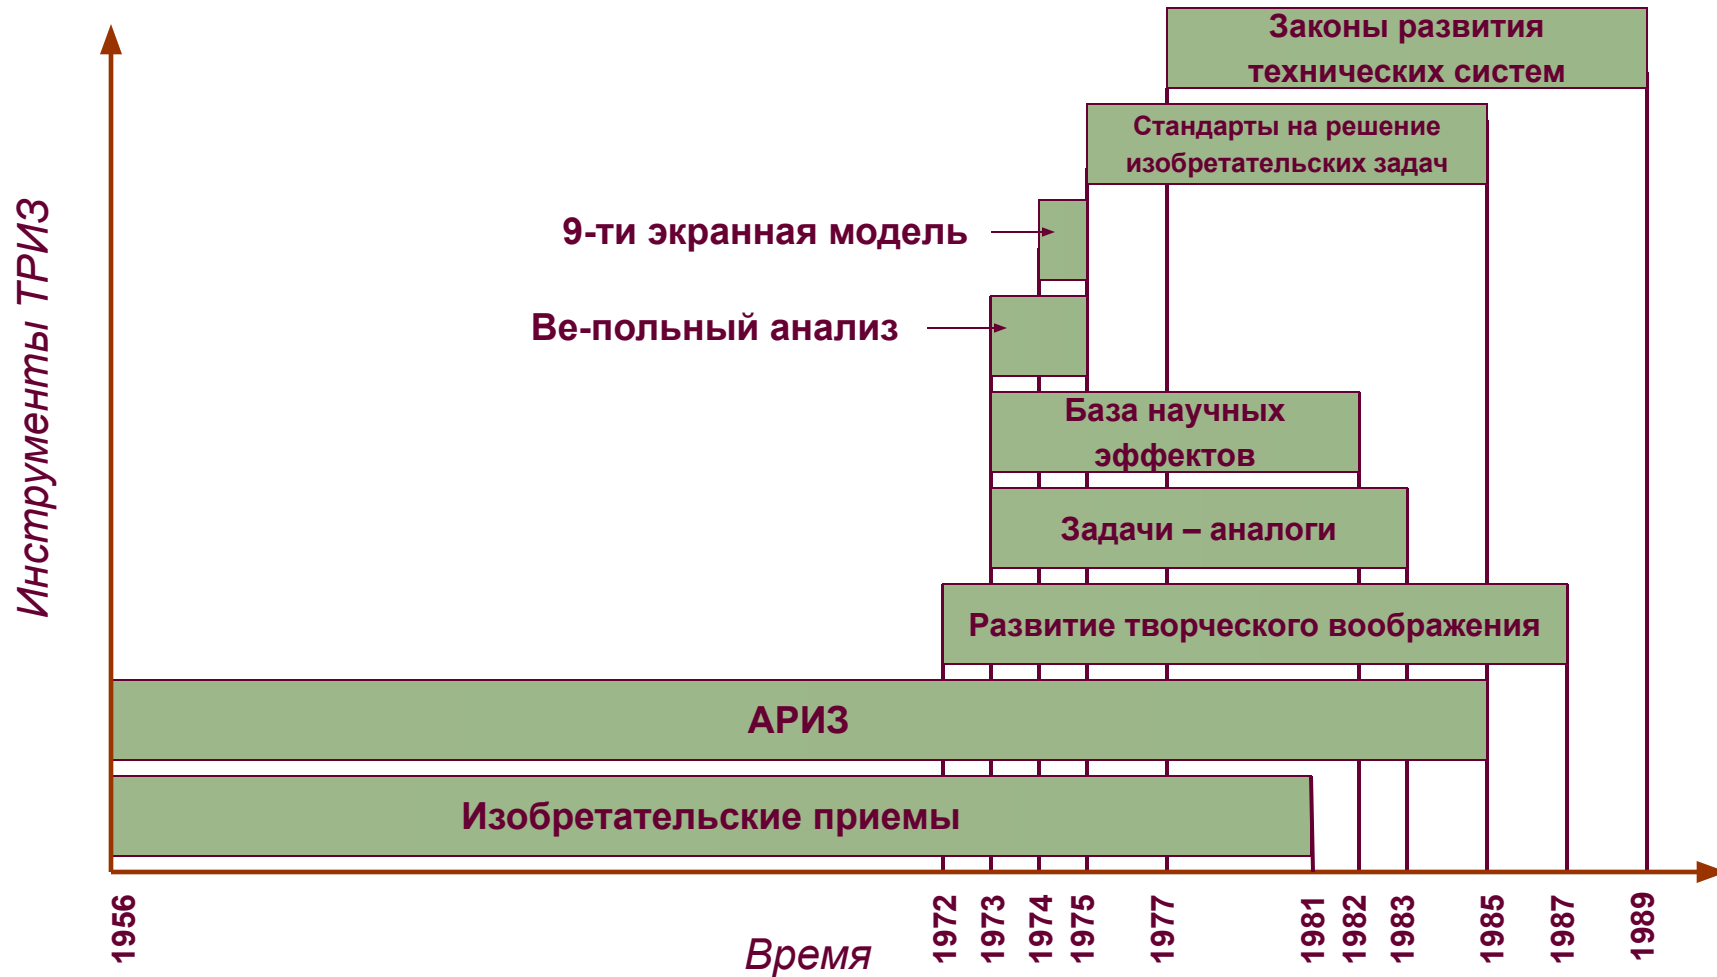 Законы развития
технических систем
Стандарты на решение
изобретательских задач
9-ти экранная модель
Ве-польный анализ
База научных
эффектов
Задачи – аналоги
Развитие творческого воображения
АРИЗ
Изобретательские приемы
Инструменты ТРИЗ
1956
1972
1973
1974
1975
1977
1981
1982
1983
1985
1987
1989
Время